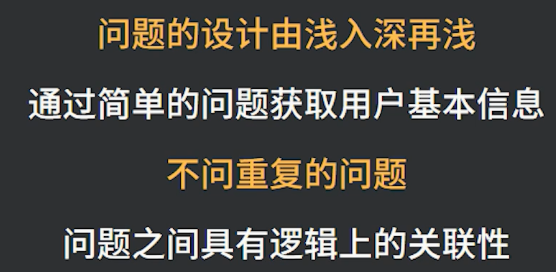 问题的设计由浅入深再浅
通过简单的问题获取用户基本信息
不问重复的问题
问题之间具有逻辑上的关联性